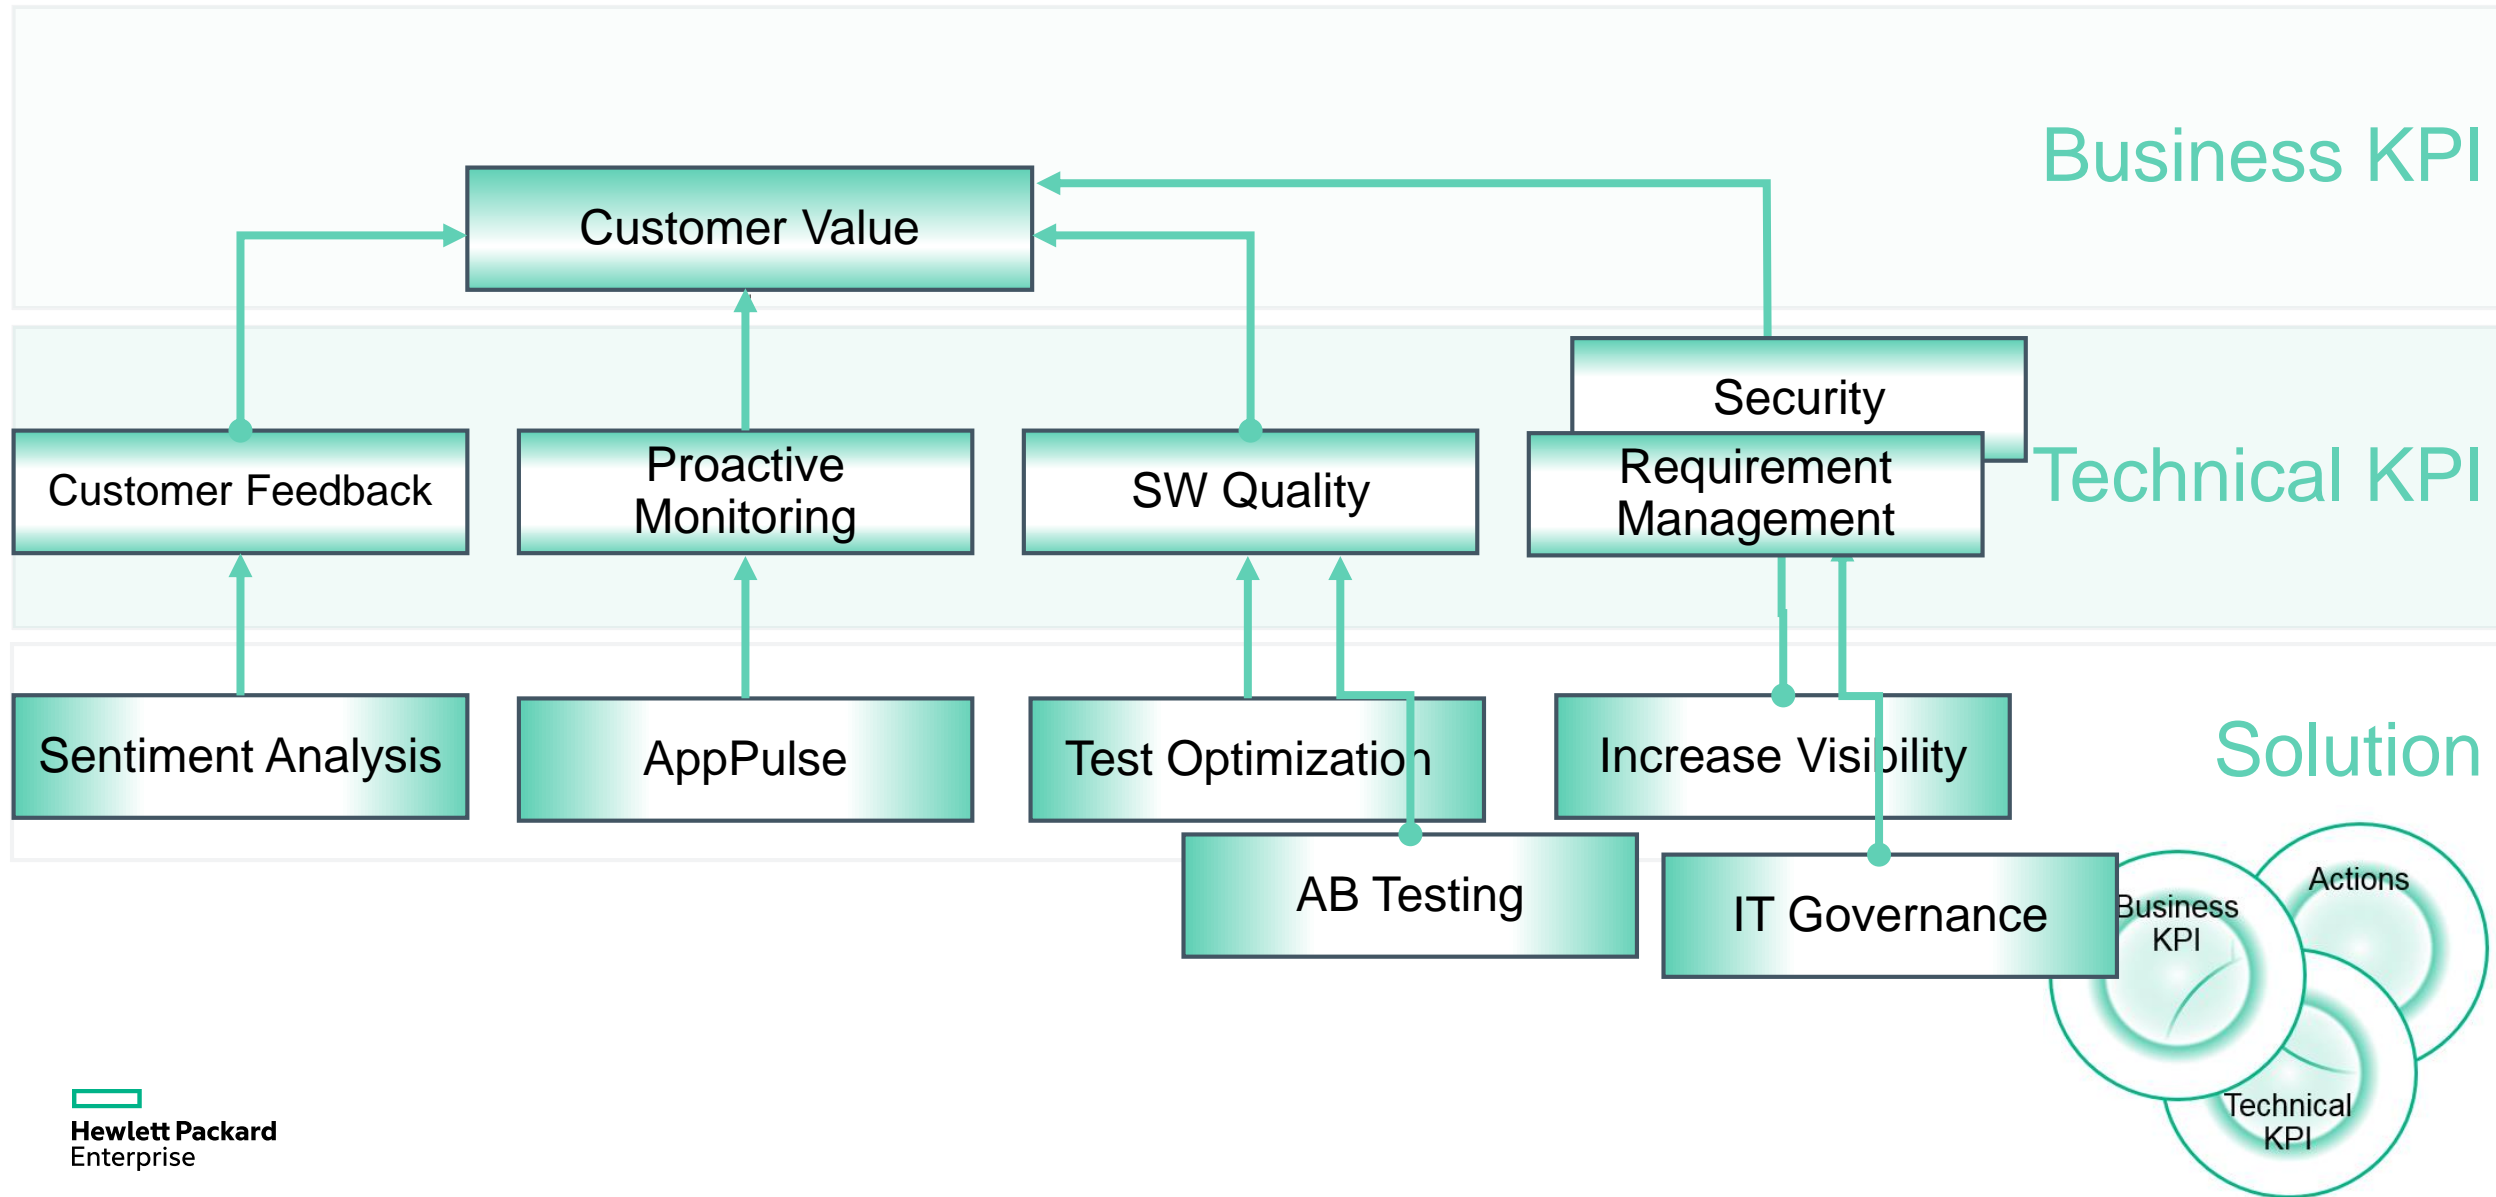 Business KPI
Customer Value
Security
Technical KPI
Customer Feedback
Proactive
Monitoring
SW Quality
Requirement
Management
Solution
Sentiment Analysis
AppPulse
Test Optimization
Increase Visibility
AB Testing
IT Governance
Actions
Business
KPI
Technical
KPI
Hewlett Packard
Enterprise